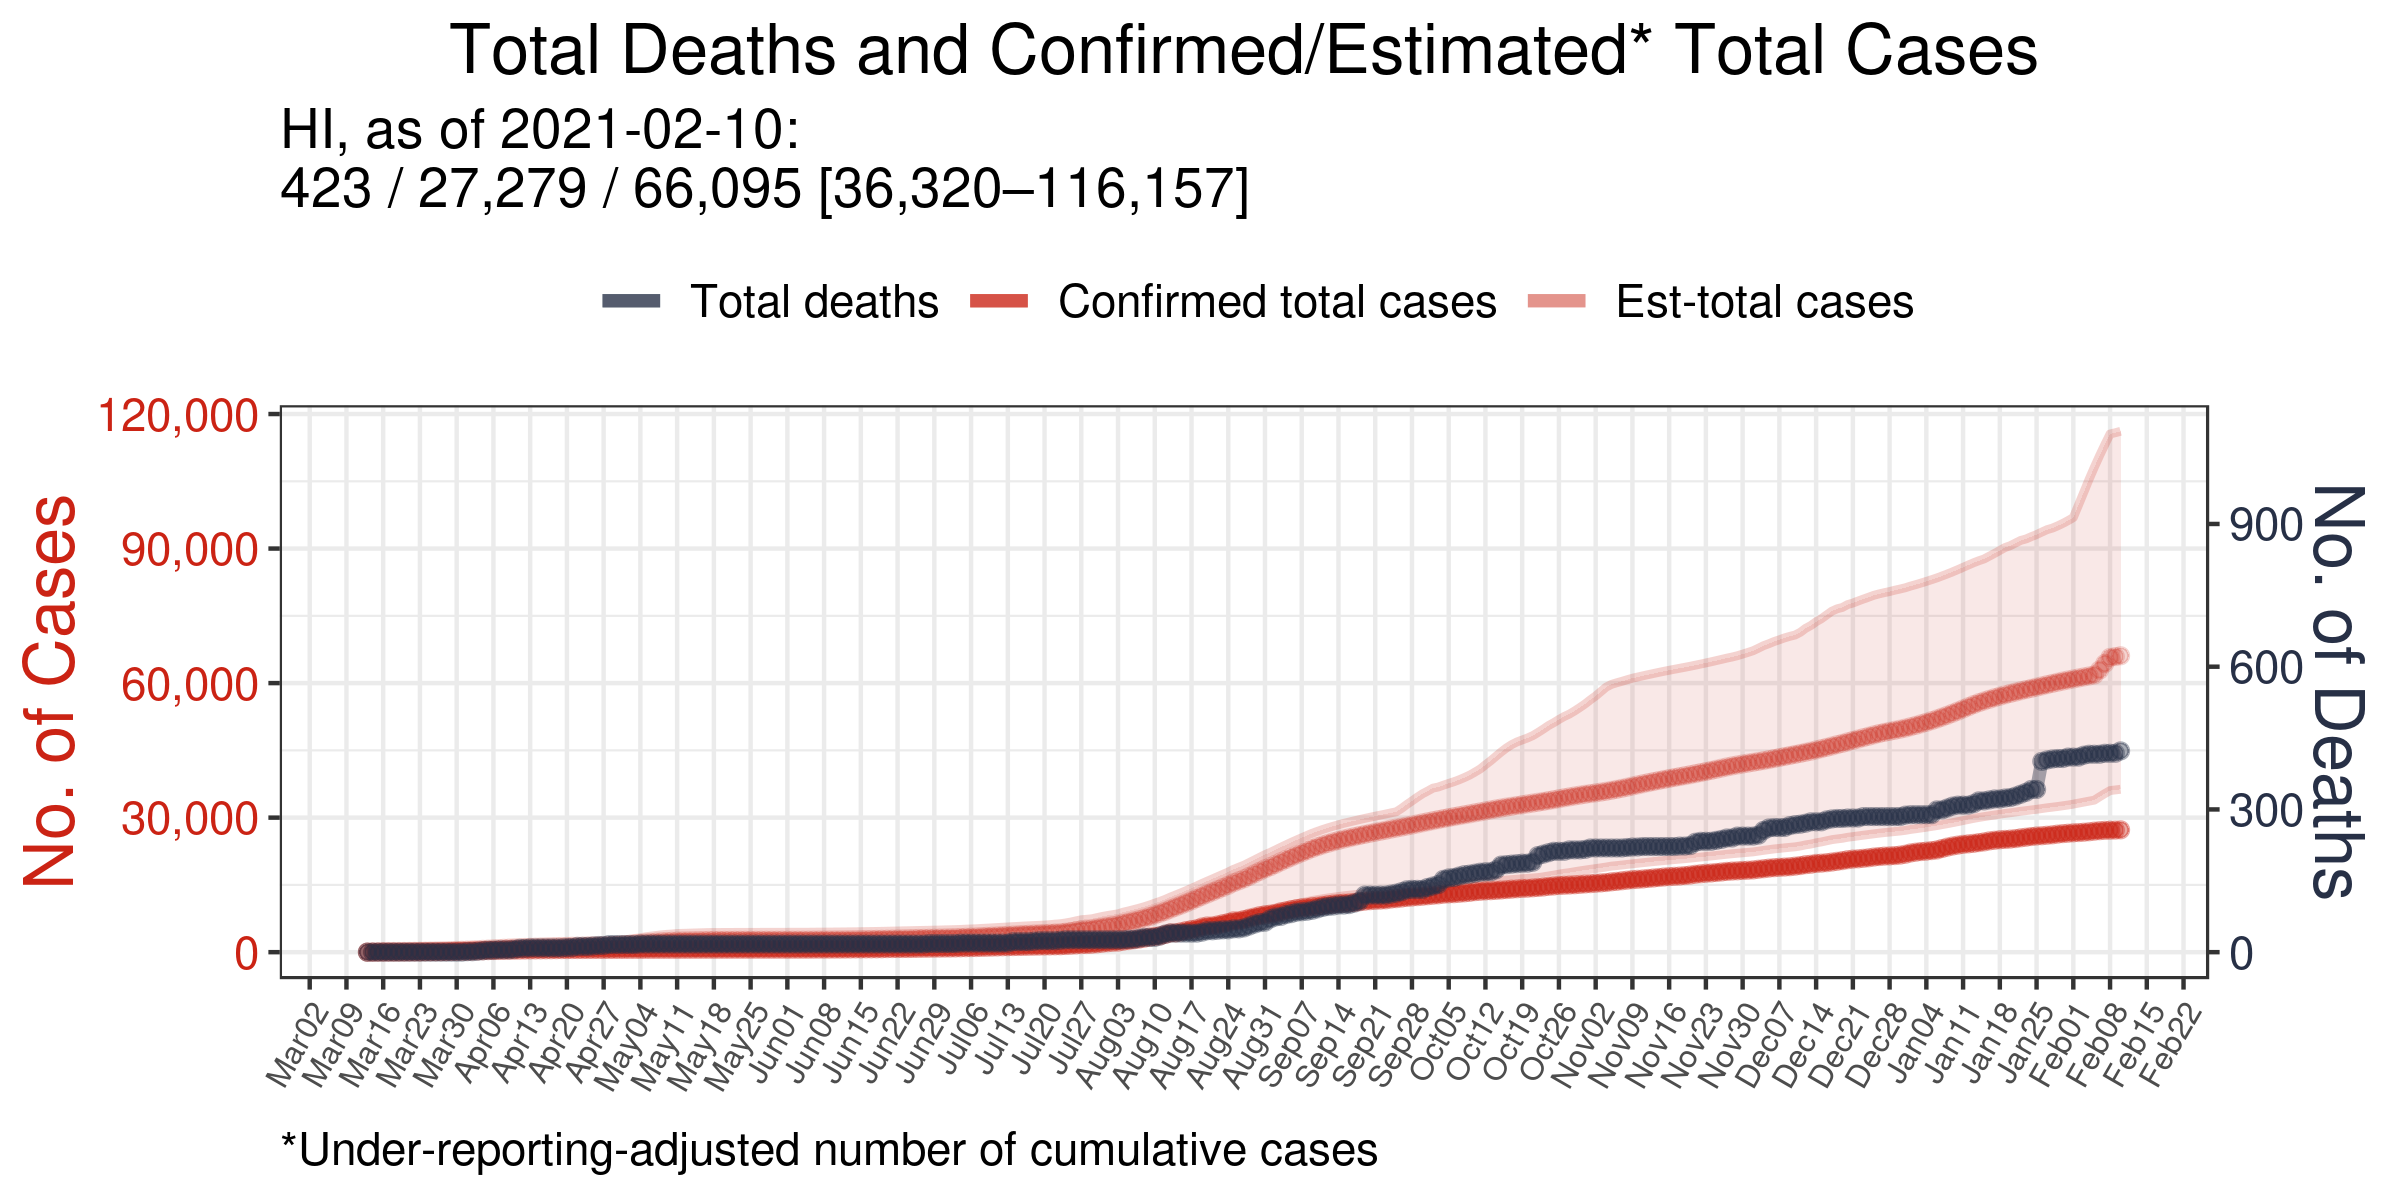 Total Deaths and Confirmed/Estimated* Total Cases
HI, as of 2021-02-10:
423 / 27,279 / 66,095 [36,320–116,157]
Total deaths
Confirmed total cases
Est-total cases
No. of Cases
120,000
90,000
60,000
30,000
0
No. of Deaths
900
600
300
0
Mar02
Mar09
Mar16
Mar23
Mar30
Apr06
Apr13
Apr20
Apr27
May04
May11
May18
May25
Jun01
Jun08
Jun15
Jun22
Jun29
Jul06
Jul13
Jul20
Jul27
Aug03
Aug10
Aug17
Aug24
Aug31
Sep07
Sep14
Sep21
Sep28
Oct05
Oct12
Oct19
Oct26
Nov02
Nov09
Nov16
Nov23
Nov30
Dec07
Dec14
Dec21
Dec28
Jan04
Jan11
Jan18
Jan25
Feb01
Feb08
Feb15
Feb22
*Under-reporting-adjusted number of cumulative cases